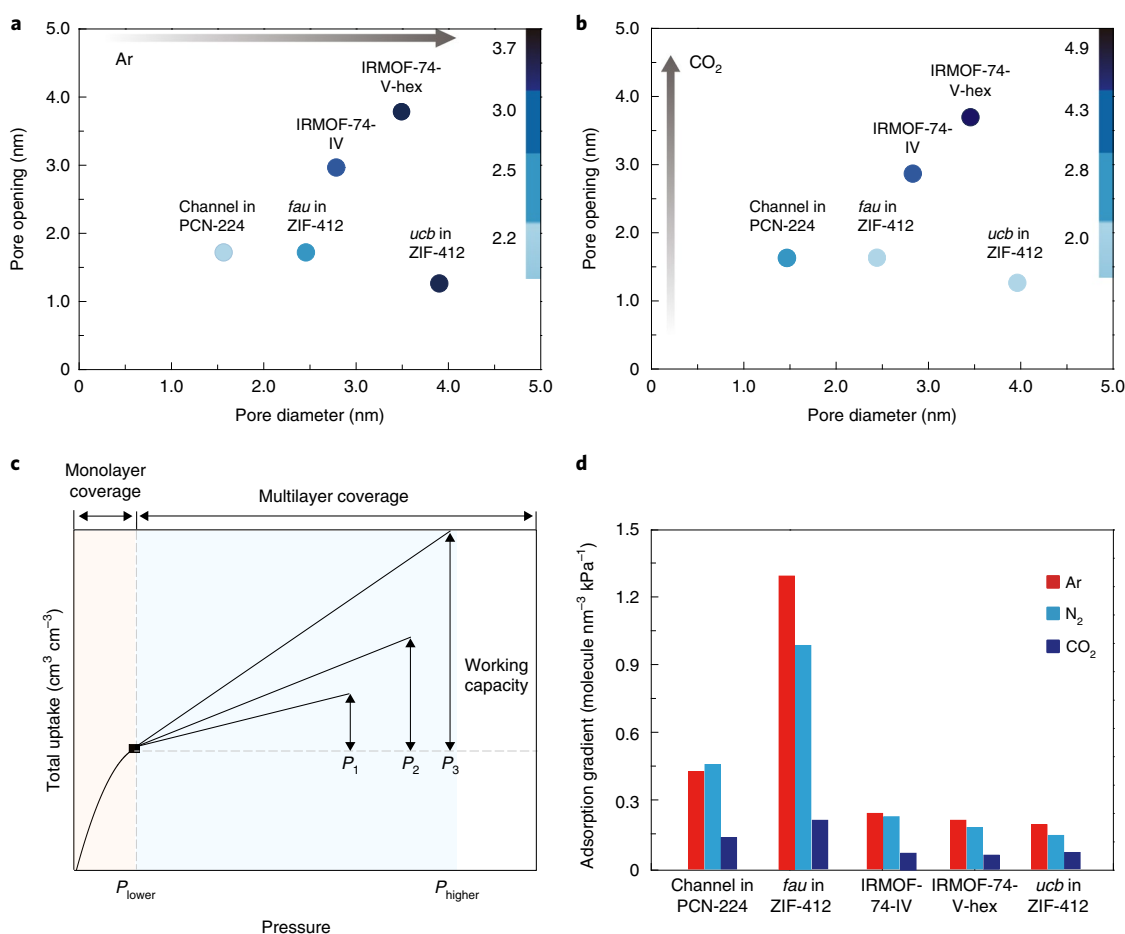 a
5.0
4.0
3.0
2.0
1.0
0
Pore opening (nm)
Ar
IRMOF-74-
V-hex
IRMOF-74-
IV
Channel in
PCN-224
fau in
ZIF-412
ucb in
ZIF-412
3.7
3.0
2.5
2.2
0 1.0 2.0 3.0 4.0 5.0
Pore diameter (nm)
b
5.0
4.0
3.0
2.0
1.0
0
Pore opening (nm)
CO2
IRMOF-74-
V-hex
IRMOF-74-
IV
Channel in
PCN-224
fau in
ZIF-412
ucb in
ZIF-412
4.9
4.3
2.8
2.0
0 1.0 2.0 3.0 4.0 5.0
Pore diameter (nm)
c
Monolayer
coverage
Multilayer coverage
Total uptake (cm³ cm⁻³)
Working
capacity
P1 P2 P3
Plower
Phigher
Pressure
d
1.5
1.2
0.9
0.6
0.3
0
Adsorption gradient (molecule nm⁻³ kPa⁻¹)
Ar
N2
CO2
Channel in
PCN-224
fau in
ZIF-412
IRMOF-
74-IV
IRMOF-74-
V-hex
ucb in
ZIF-412